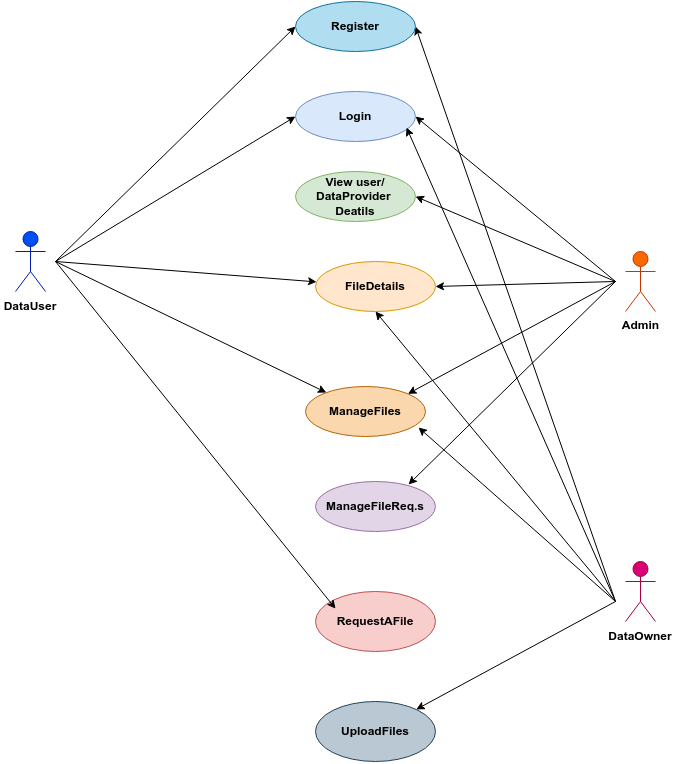 Register
Login
View user/
DataProvider
Deatils
DataUser
FileDetails
Admin
ManageFiles
ManageFileReq.s
RequestAFile
DataOwner
UploadFiles